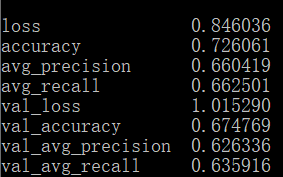 loss 0.846036
accuracy 0.726061
avg_precision 0.660419
avg_recall 0.662501
val_loss 1.015290
val_accuracy 0.674769
val_avg_precision 0.626336
val_avg_recall 0.635916